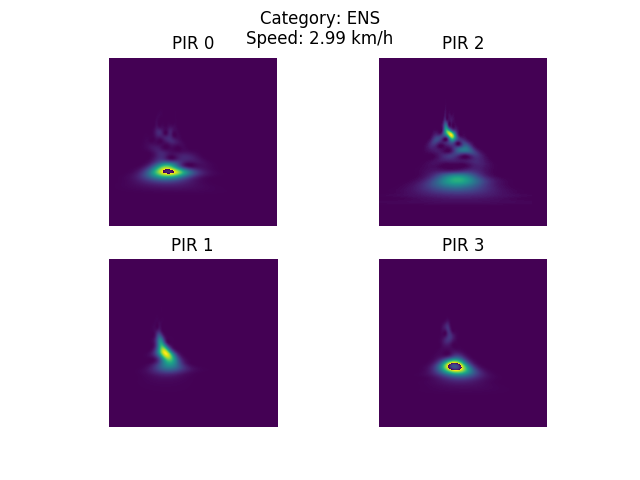 Category: ENS
Speed: 2.99 km/h
PIR 0
PIR 2
PIR 1
PIR 3